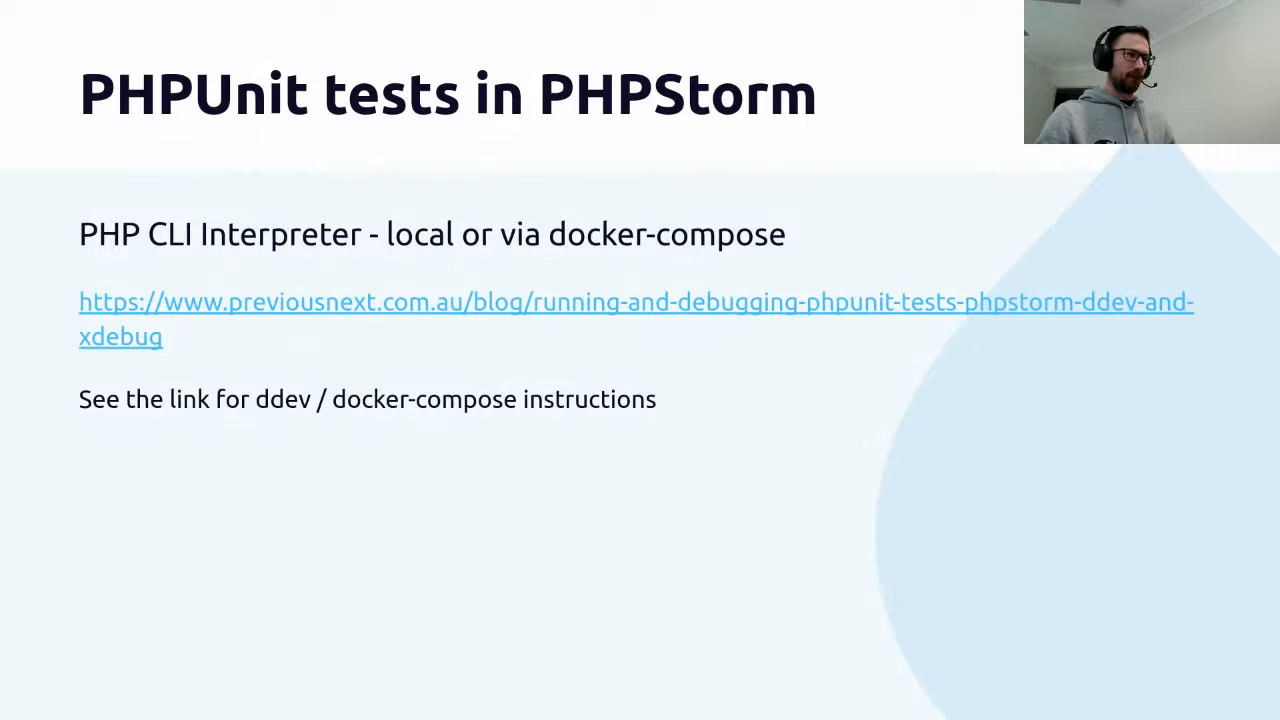 PHPUnit tests in PHPStorm
PHP CLI Interpreter - local or via docker-compose
https://www.previousnext.com.au/blog/running-and-debugging-phpunit-tests-phpstorm-ddev-and-
xdebug
See the link for ddev / docker-compose instructions